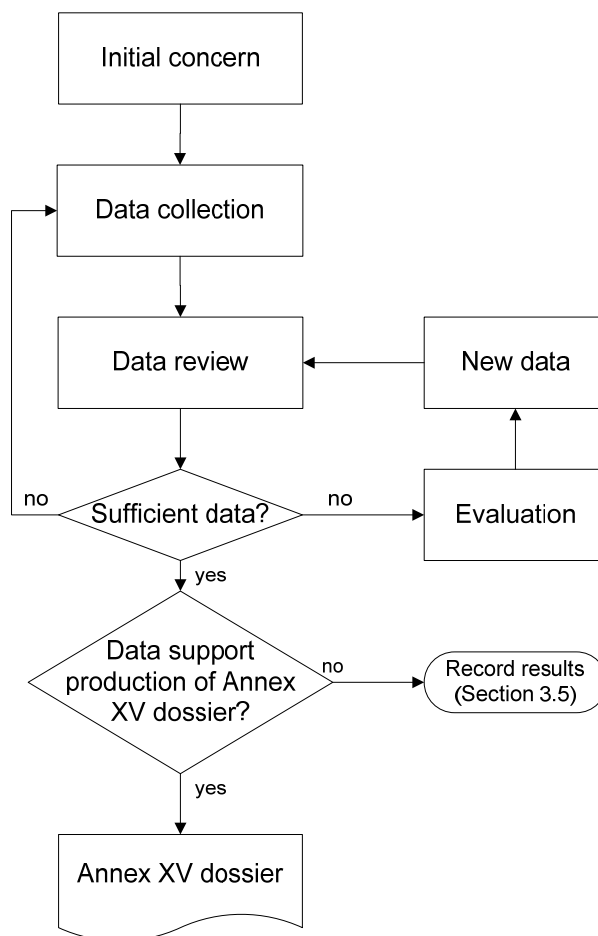 Initial concern
Data collection
Data review
New data
no
Sufficient data?
no
Evaluation
yes
Data support
production of Annex
XV dossier?
no
Record results
(Section 3.5)
yes
Annex XV dossier